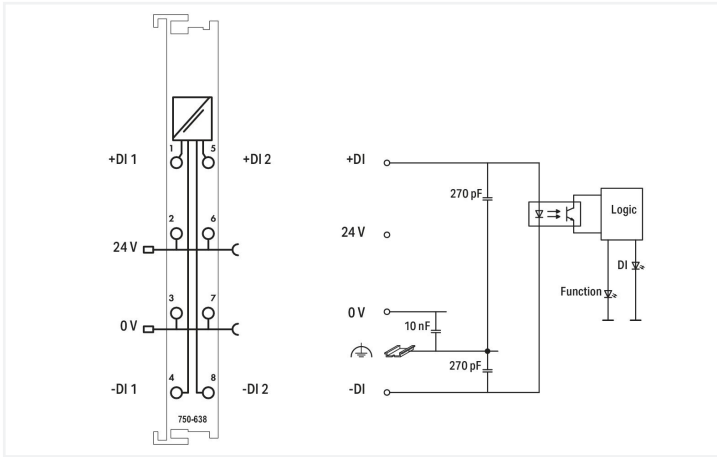 1 5
+DI 1 +DI 2
2 6
24 V
3 7
0 V
4 8
-DI 1 -DI 2
750-638
+DI
270 pF
24 V
0 V
10 nF
270 pF
-DI
Logic
DI
Function